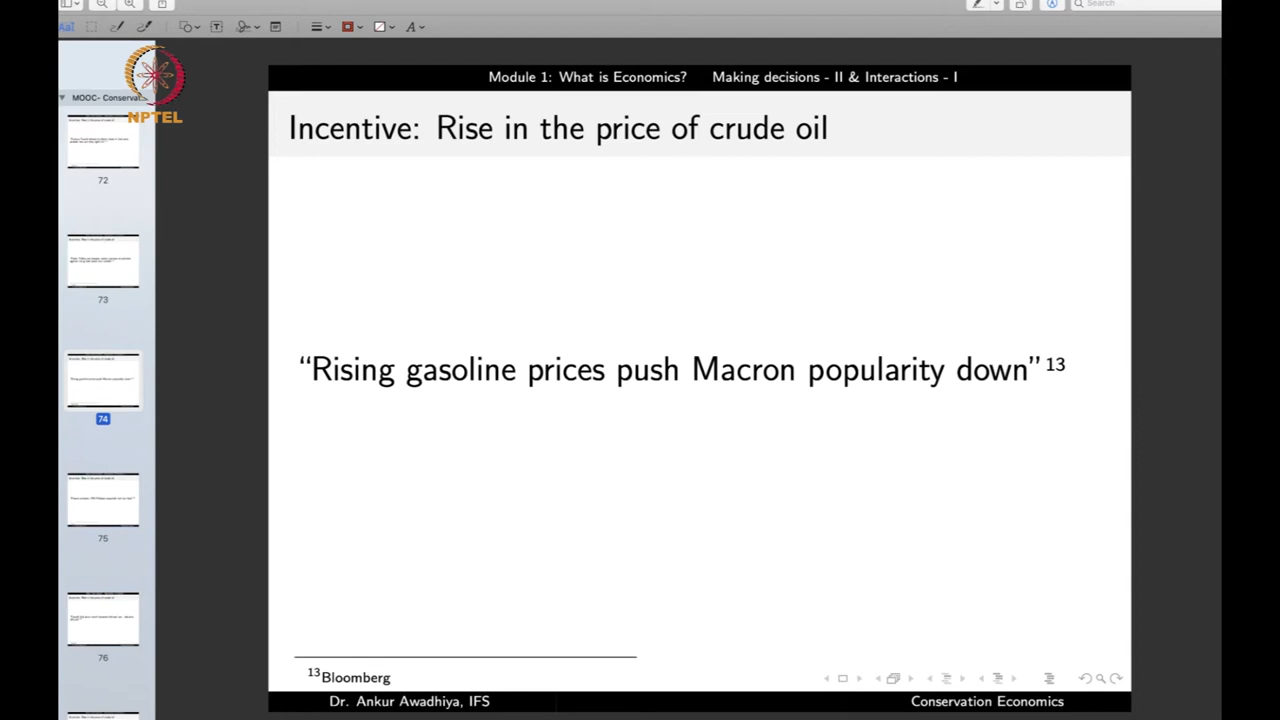 Search
MOOC- Conservat...
NPTEL
72
73
74
75
76
Module 1: What is Economics? Making decisions - II & Interactions - I
Incentive: Rise in the price of crude oil
“Rising gasoline prices push Macron popularity down”13
13Bloomberg
Dr. Ankur Awadhiya, IFS Conservation Economics